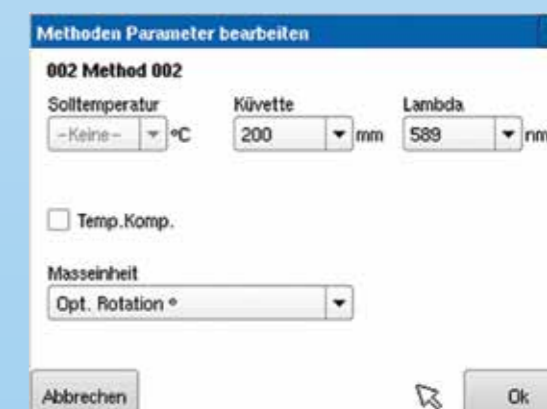 Methoden Parameter bearbeiten
002 Method 002
Solltemperatur Küvette Lambda
-Keine- °C 200 mm 589 nm
Temp.Komp.
Masseinheit
Opt. Rotation °
Abbrechen Ok